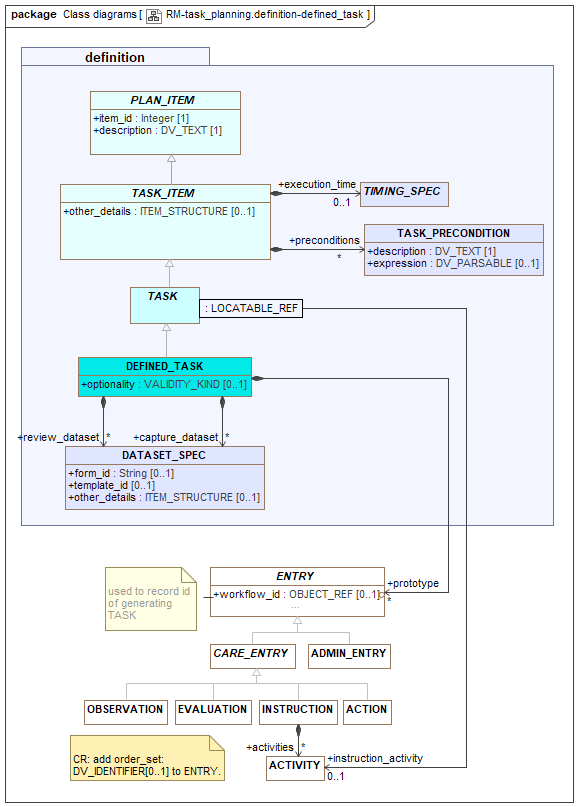 package Class diagrams [ RM-task_planning.definition-defined_task ]
definition
PLAN_ITEM
+item_id : Integer [1]
+description : DV_TEXT [1]
TASK_ITEM
+other_details : ITEM_STRUCTURE [0..1]
+execution_time
0..1
TIMING_SPEC
+preconditions
*
TASK_PRECONDITION
+description : DV_TEXT [1]
+expression : DV_PARSABLE [0..1]
TASK
: LOCATABLE_REF
DEFINED_TASK
+optionality : VALIDITY_KIND [0..1]
+review_dataset *
+capture_dataset *
DATASET_SPEC
+form_id : String [0..1]
+template_id [0..1]
+other_details : ITEM_STRUCTURE [0..1]
used to record id
of generating
TASK
ENTRY
+workflow_id : OBJECT_REF [0..1]
...
+prototype
*
CARE_ENTRY
ADMIN_ENTRY
OBSERVATION
EVALUATION
INSTRUCTION
ACTION
CR: add order_set:
DV_IDENTIFIER[0..1] to ENTRY.
+activities *
ACTIVITY
+instruction_activity
0..1